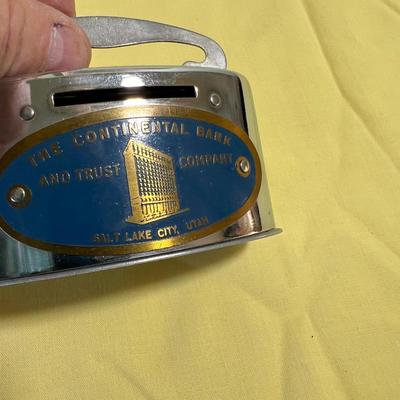 THE CONTINENTAL BANK
AND TRUST COMPANY
SALT LAKE CITY, UTAH